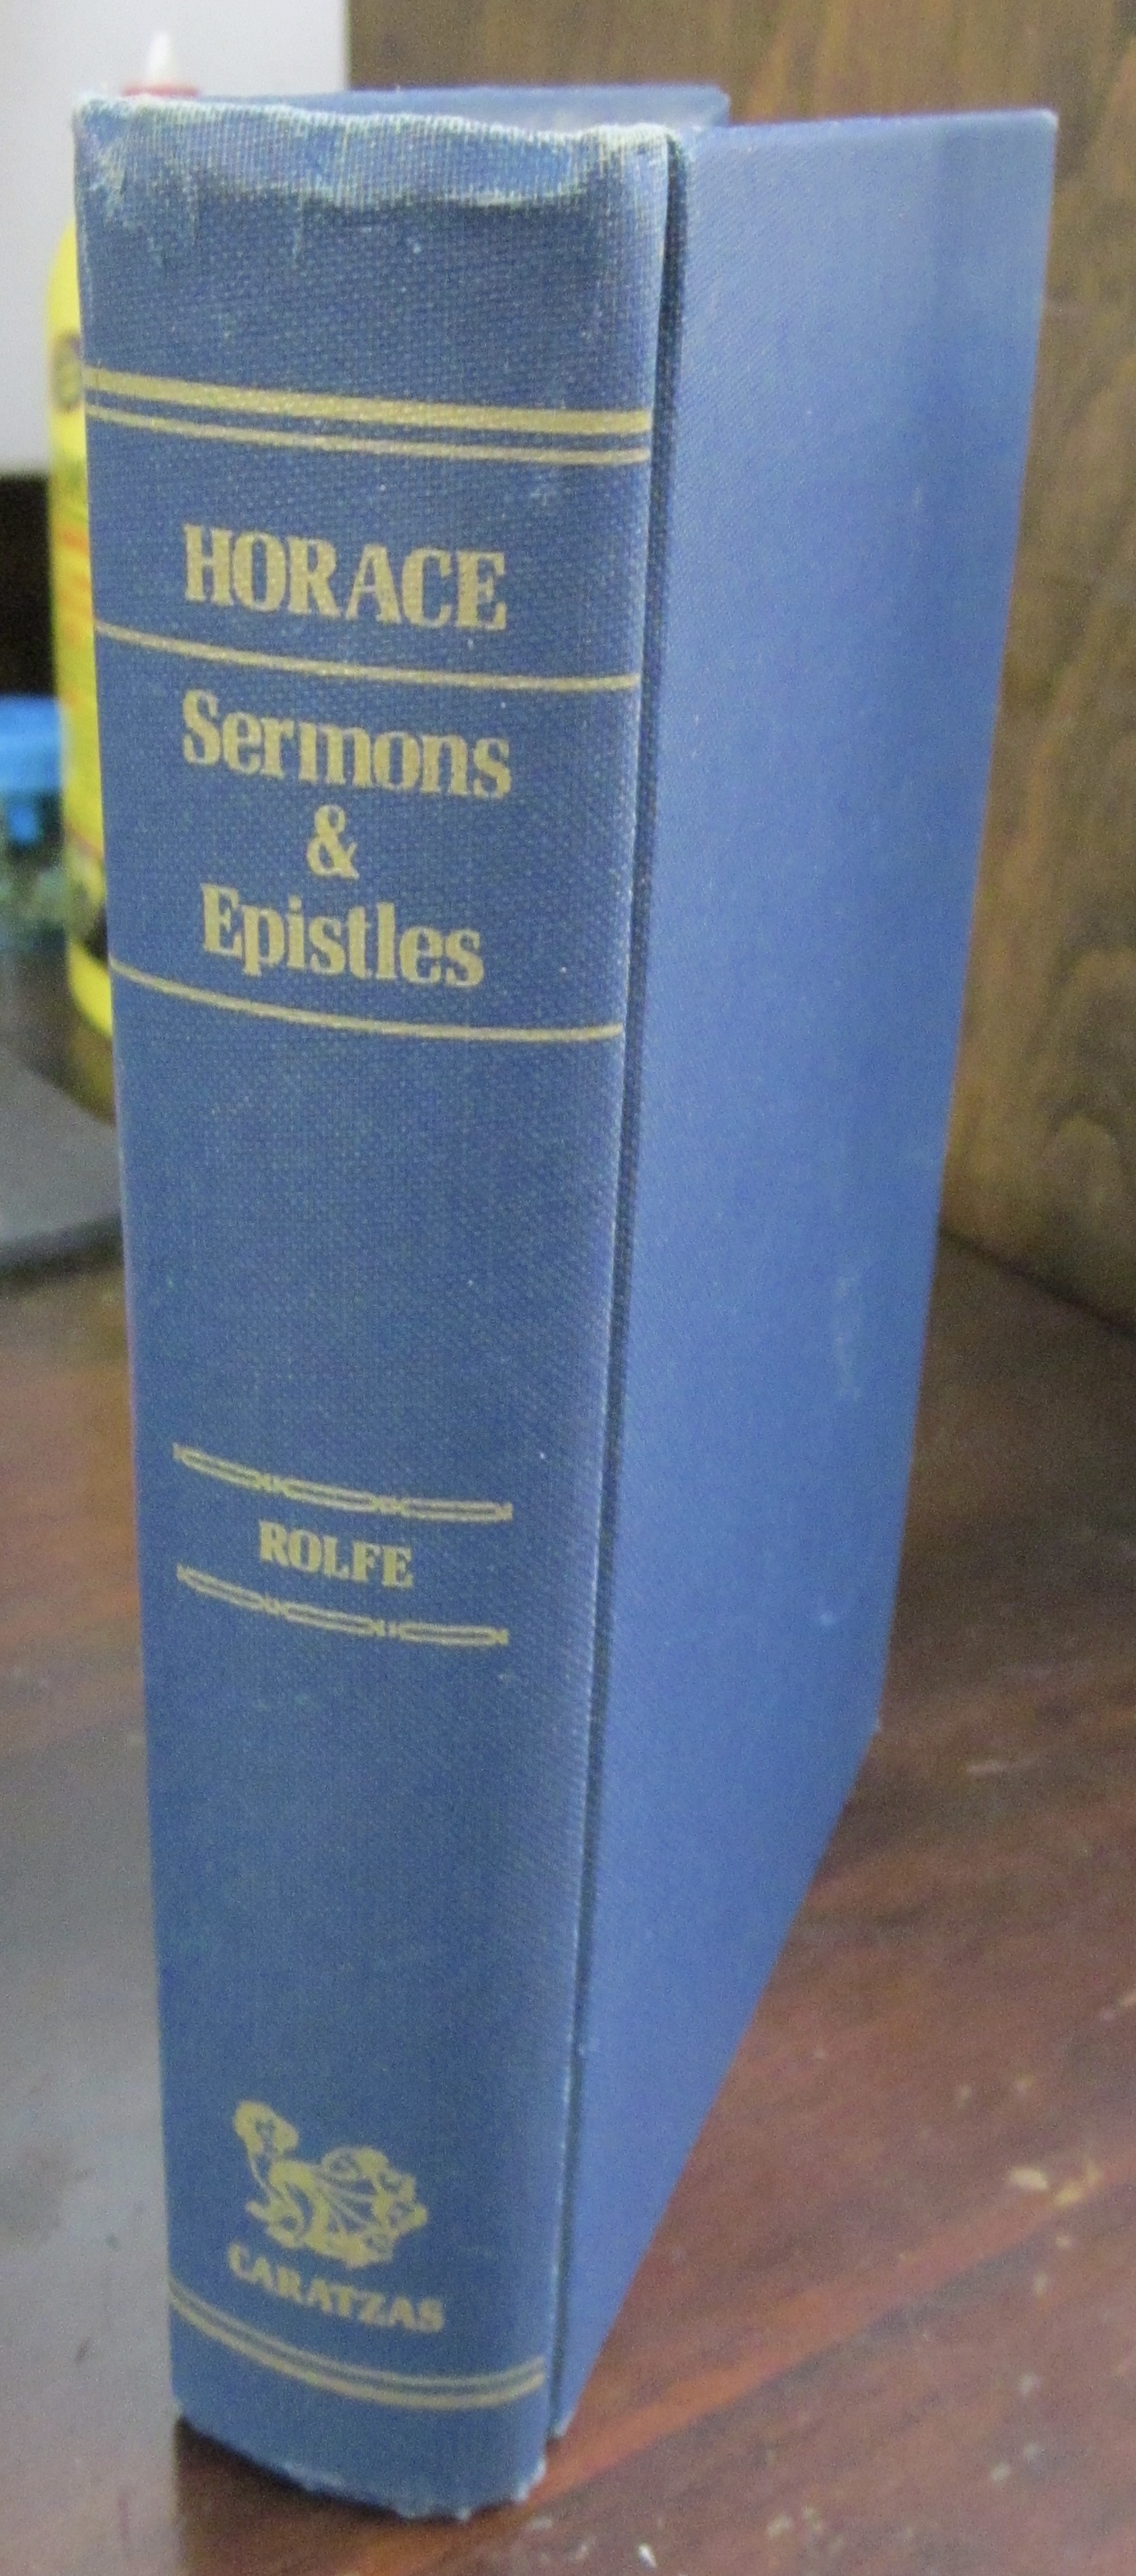 HORACE
Sermons
&
Epistles
ROLFE
CARATZAS